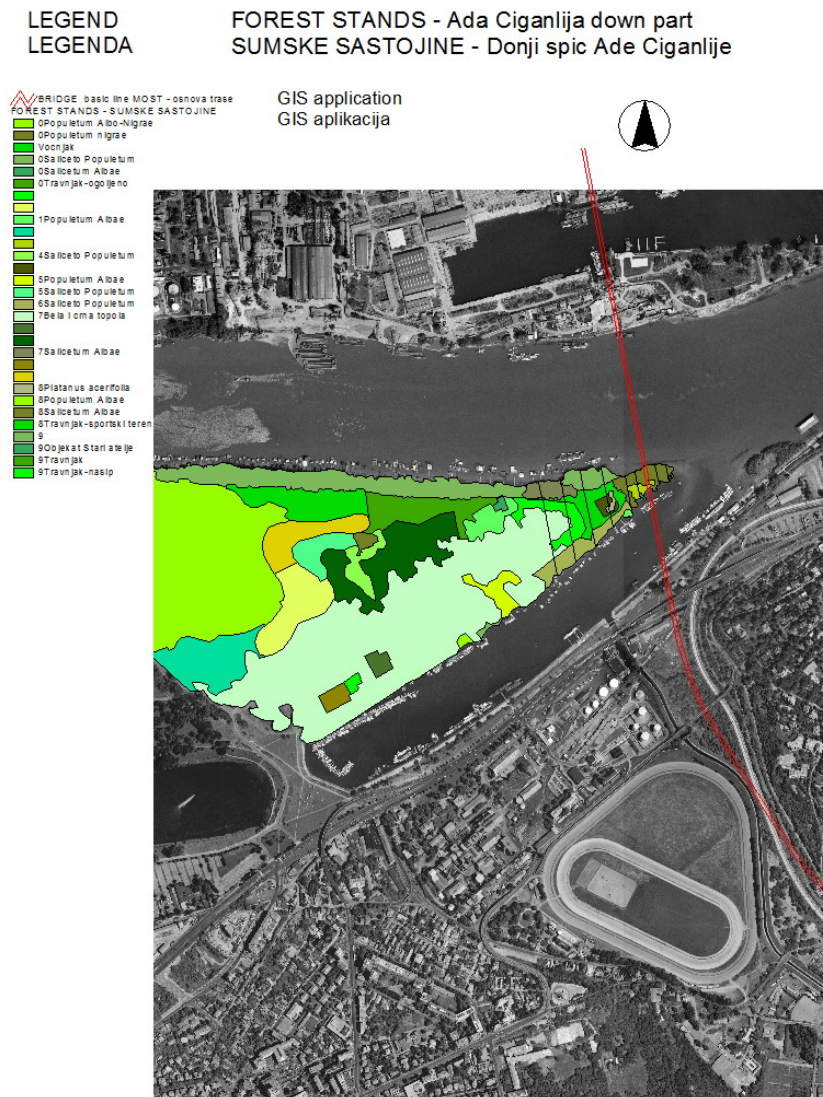 LEGEND
LEGENDA
FOREST STANDS - Ada Ciganlija down part
SUMSKE SASTOJINE - Donji spic Ade Ciganlije
GIS application
GIS aplikacija
BRIDGE basic line MOST - osnova trase
FOREST STANDS - SUMSKE SASTOJINE
0Populetum Albo-Nigrae
0Populetum nigrae
Vocnjak
0Saliceto Populetum
0Salicetum Albae
0Travnjak-ogoljeno
1Populetum Albae
4Saliceto Populetum
5Populetum Albae
5Saliceto Populetum
6Saliceto Populetum
7Bela i crna topola
7Salicetum Albae
8Platanus acerifolia
8Populetum Albae
8Salicetum Albae
8Travnjak-sportski teren
9
9Objekat Stari atelje
9Travnjak
9Travnjak-nasip